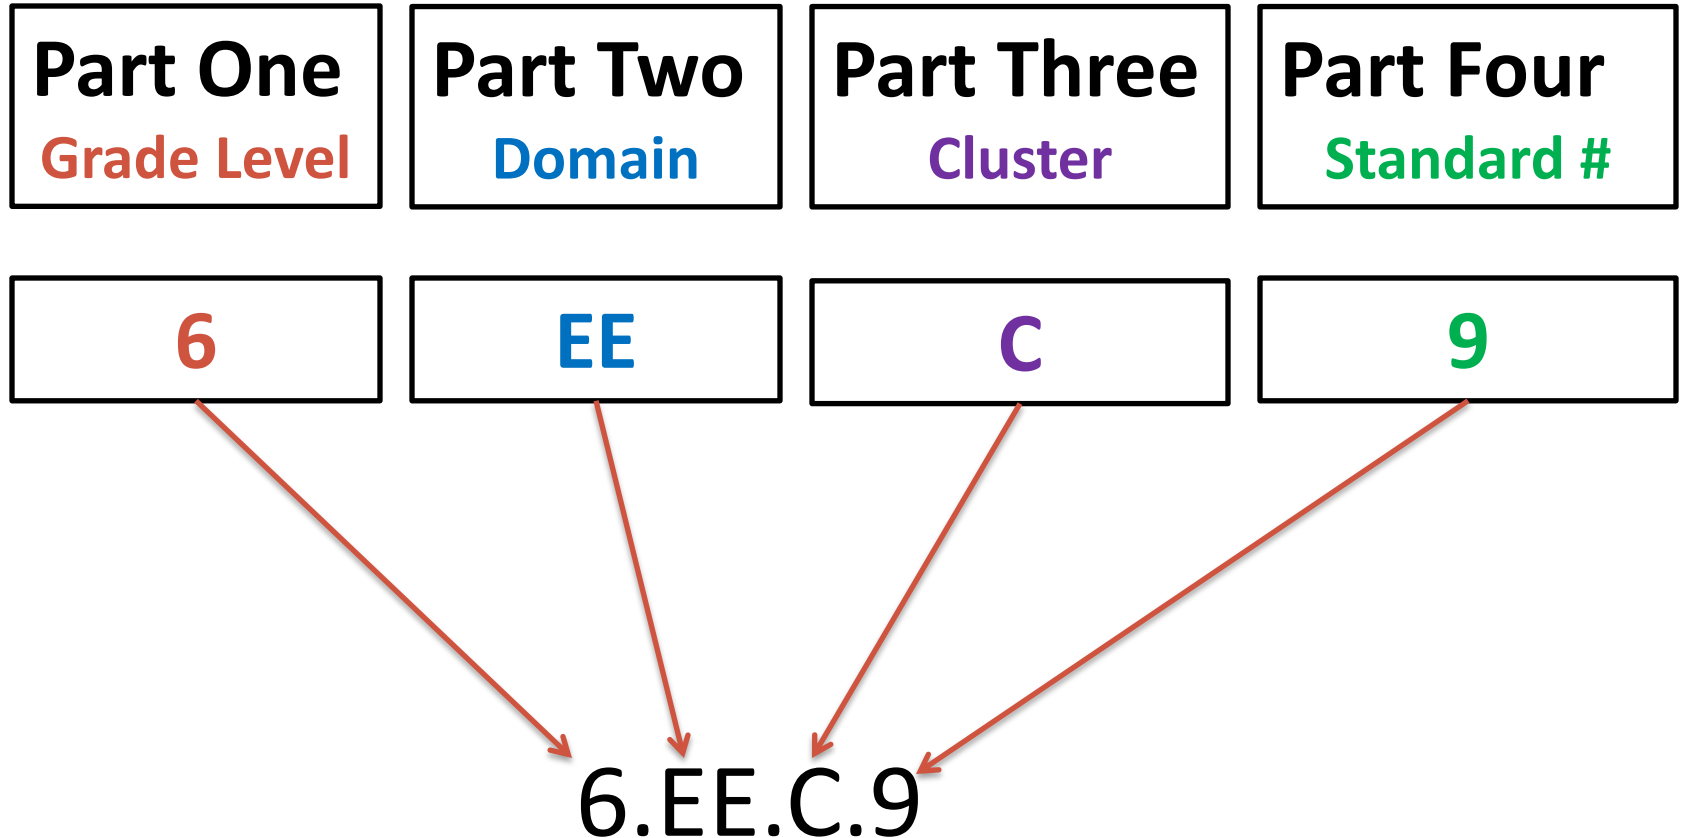 Part One
Grade Level
Part Two
Domain
Part Three
Cluster
Part Four
Standard #
6
EE
C
9
6.EE.C.9